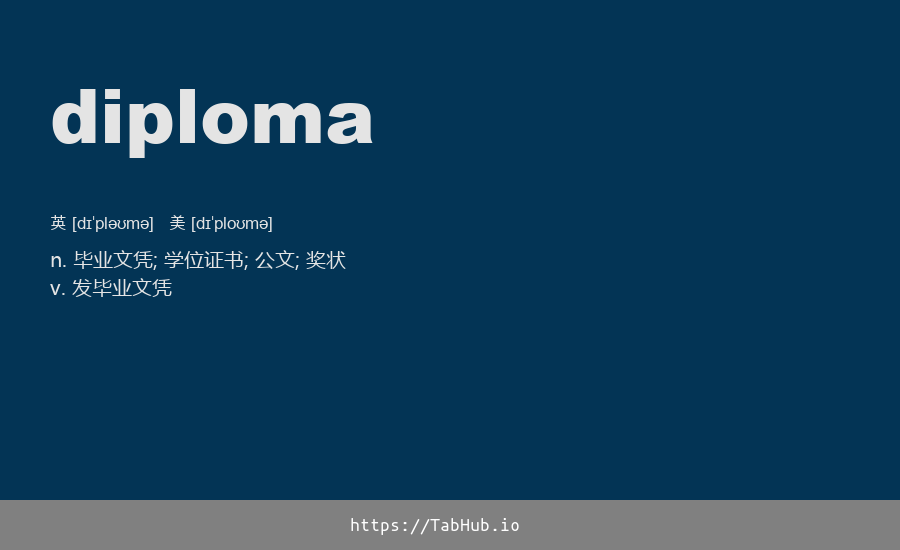 diploma
英 [dɪˈpləʊmə] 美 [dɪˈploʊmə]
n. 毕业文凭; 学位证书; 公文; 奖状
v. 发毕业文凭
https://TabHub.io